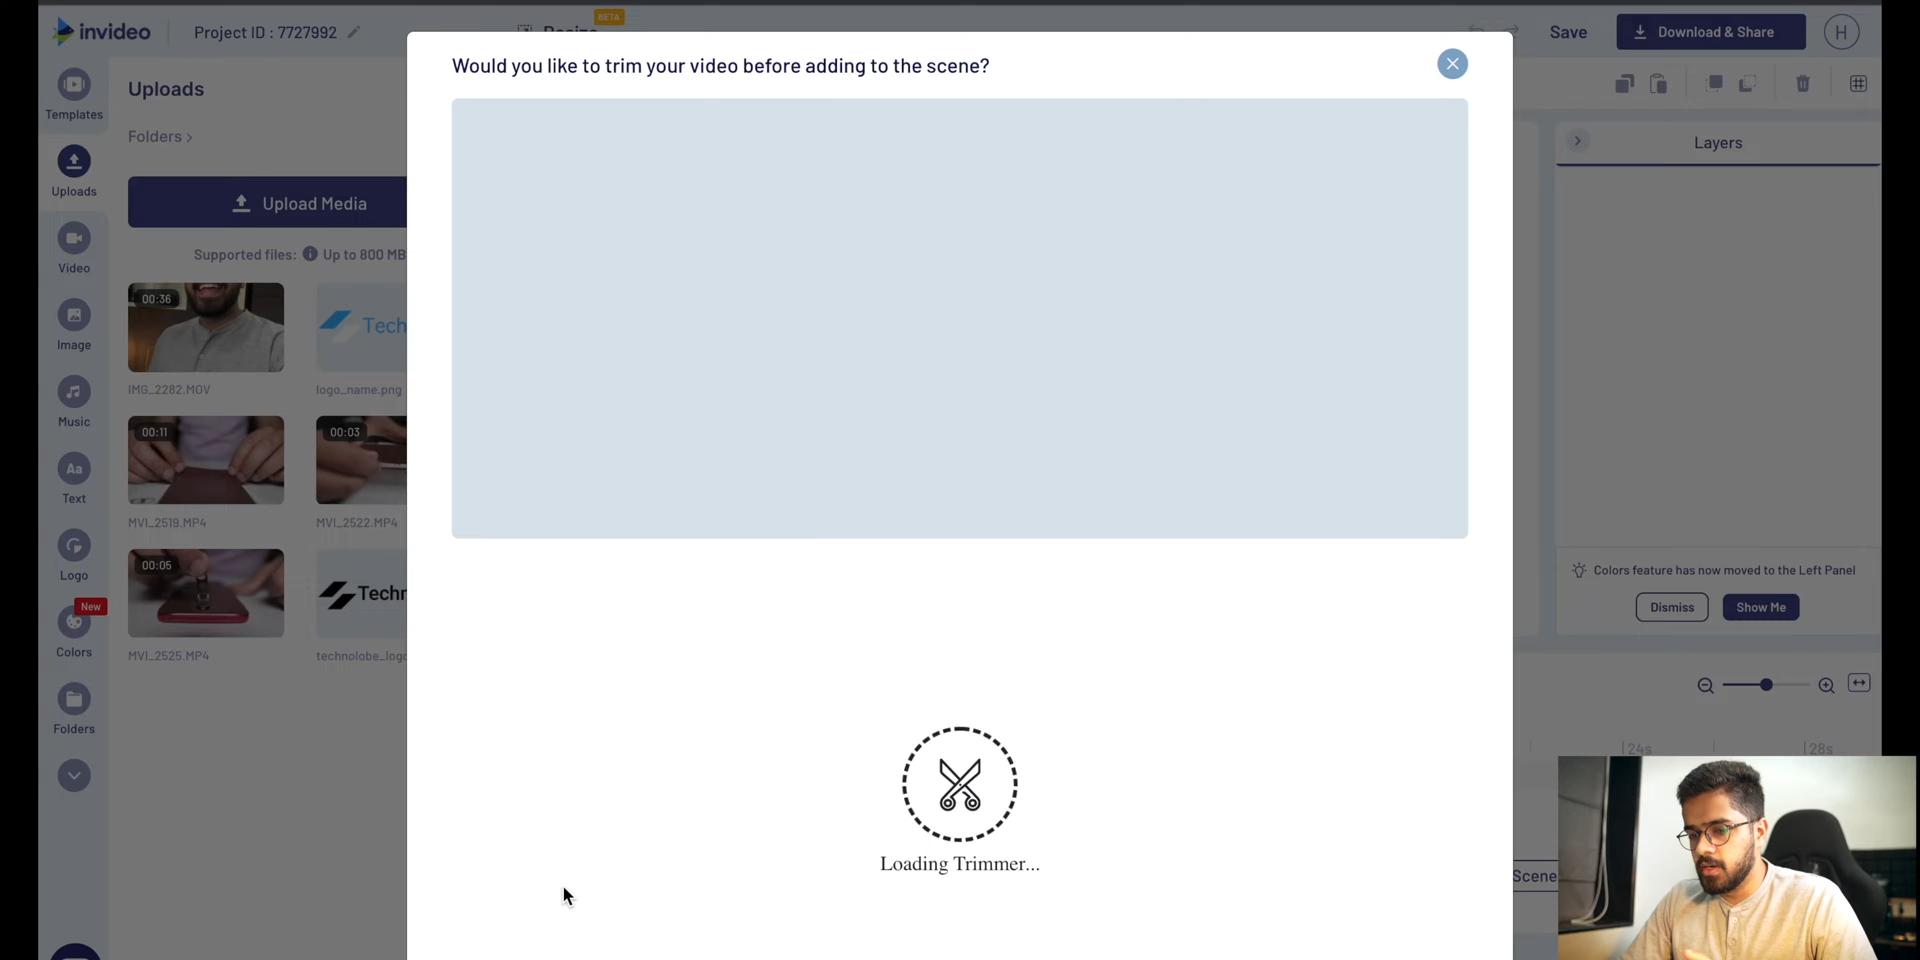 invideo
Project ID : 7727992
BETA
Save
Download & Share
H
Would you like to trim your video before adding to the scene?
Templates
Uploads
Video
Image
Music
Aa
Text
Logo
New
Colors
Folders
Uploads
Folders >
Upload Media
Supported files: Up to 800 MB
00:36
IMG_2282.MOV
logo_name.png
00:11
MVI_2519.MP4
00:03
MVI_2522.MP4
00:05
MVI_2525.MP4
Loading Trimmer...
Layers
Colors feature has now moved to the Left Panel
Dismiss
Show Me
24s
28s
Scene